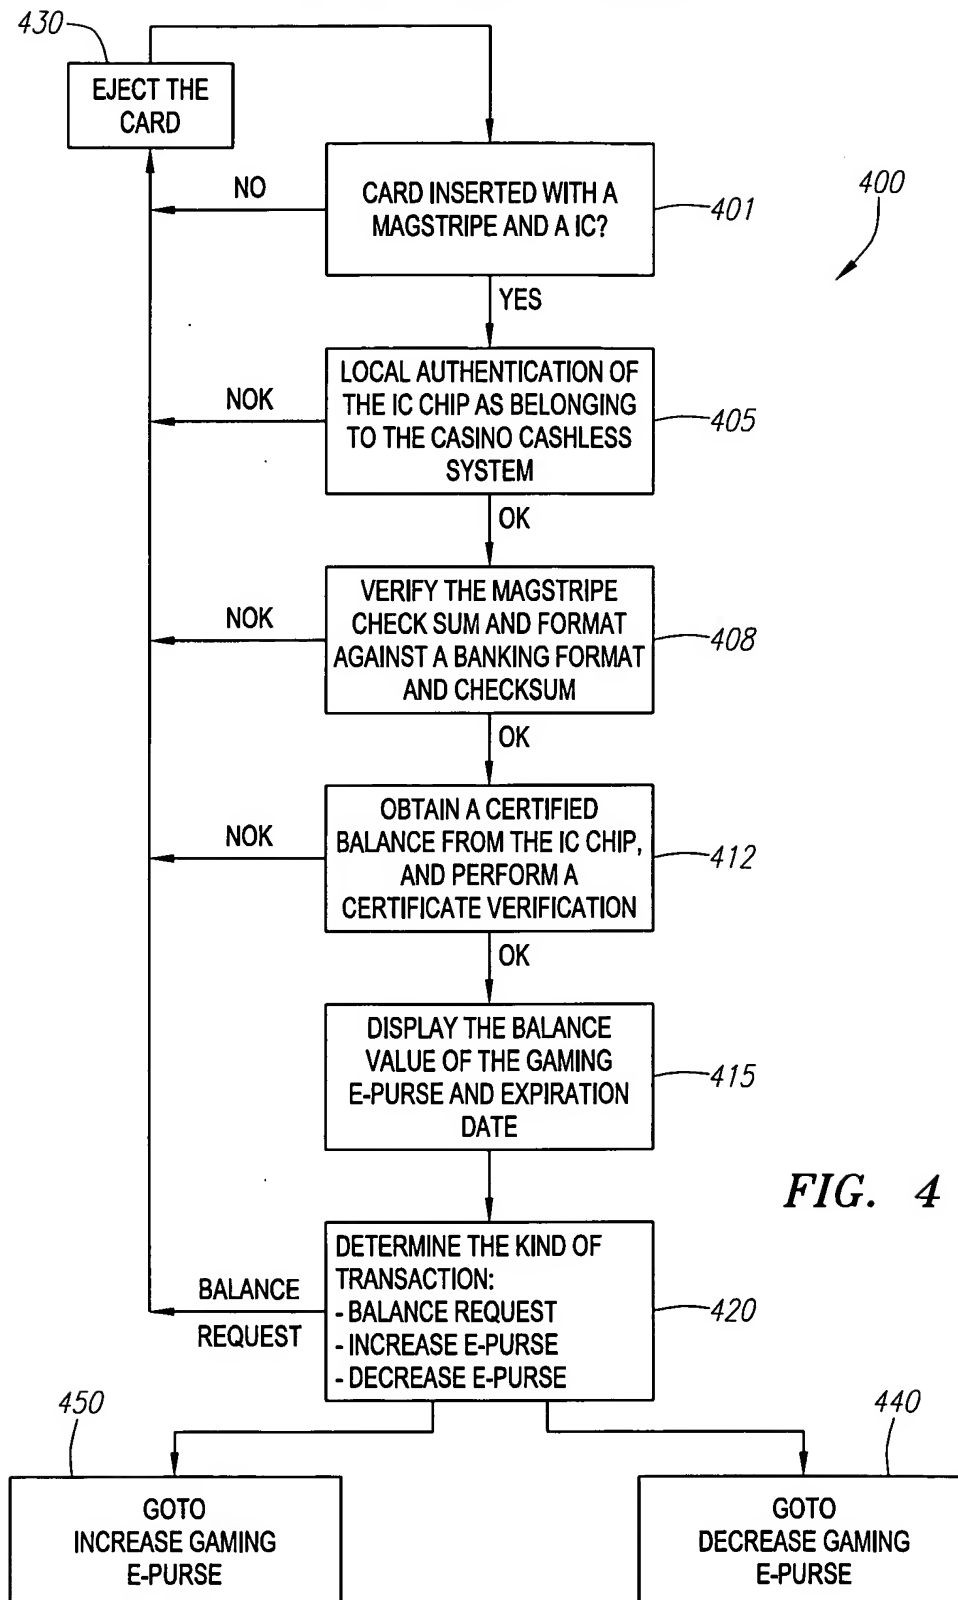 430
EJECT THE
CARD
CARD INSERTED WITH A
MAGSTRIPE AND A IC?
NO
401
400
YES
LOCAL AUTHENTICATION OF
THE IC CHIP AS BELONGING
TO THE CASINO CASHLESS
SYSTEM
NOK
405
OK
VERIFY THE MAGSTRIPE
CHECK SUM AND FORMAT
AGAINST A BANKING FORMAT
AND CHECKSUM
NOK
408
OK
OBTAIN A CERTIFIED
BALANCE FROM THE IC CHIP,
AND PERFORM A
CERTIFICATE VERIFICATION
NOK
412
OK
DISPLAY THE BALANCE
VALUE OF THE GAMING
E-PURSE AND EXPIRATION
DATE
415
FIG. 4
DETERMINE THE KIND OF
TRANSACTION:
- BALANCE REQUEST
- INCREASE E-PURSE
- DECREASE E-PURSE
BALANCE
REQUEST
420
450
GOTO
INCREASE GAMING
E-PURSE
440
GOTO
DECREASE GAMING
E-PURSE